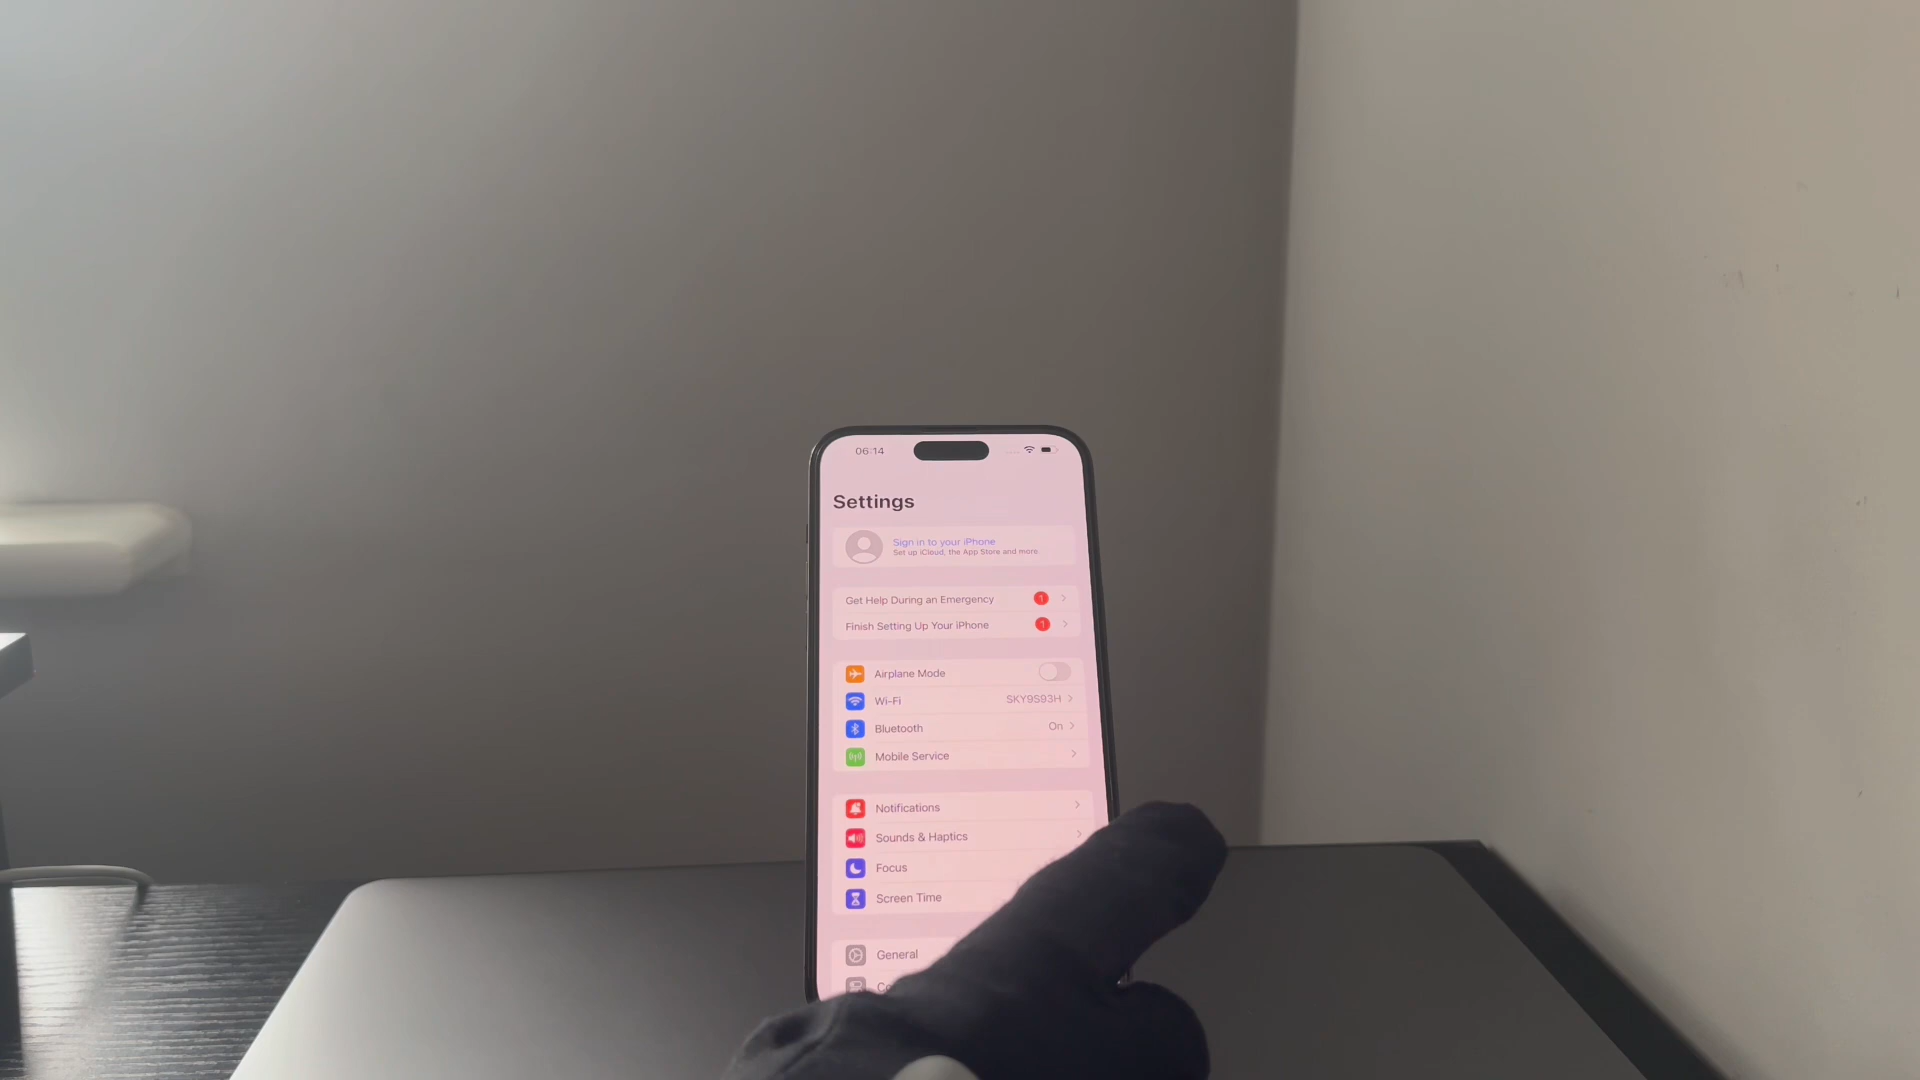 06:14
Settings
Sign in to your iPhone
Set up iCloud, the App Store and more.
Get Help During an Emergency 1
Finish Setting Up Your iPhone 1
Airplane Mode
Wi-Fi SKY9S93H
Bluetooth On
Mobile Service
Notifications
Sounds & Haptics
Focus
Screen Time
General